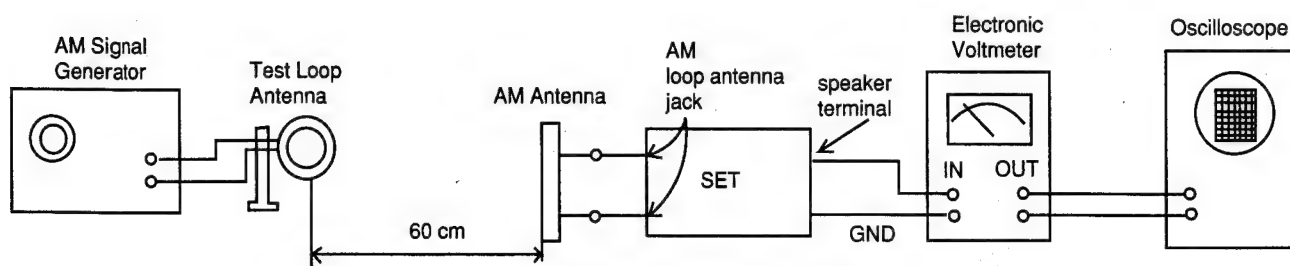 AM Signal
Generator
Test Loop
Antenna
60 cm
AM Antenna
AM
loop antenna
jack
SET
speaker
terminal
GND
Electronic
Voltmeter
IN OUT
Oscilloscope